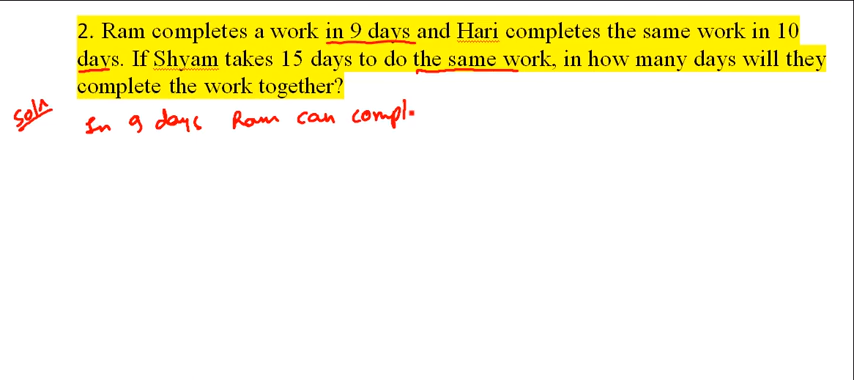 2. Ram completes a work in 9 days and Hari completes the same work in 10
days. If Shyam takes 15 days to do the same work, in how many days will they
complete the work together?
Soln
In 9 days Ram can compl.